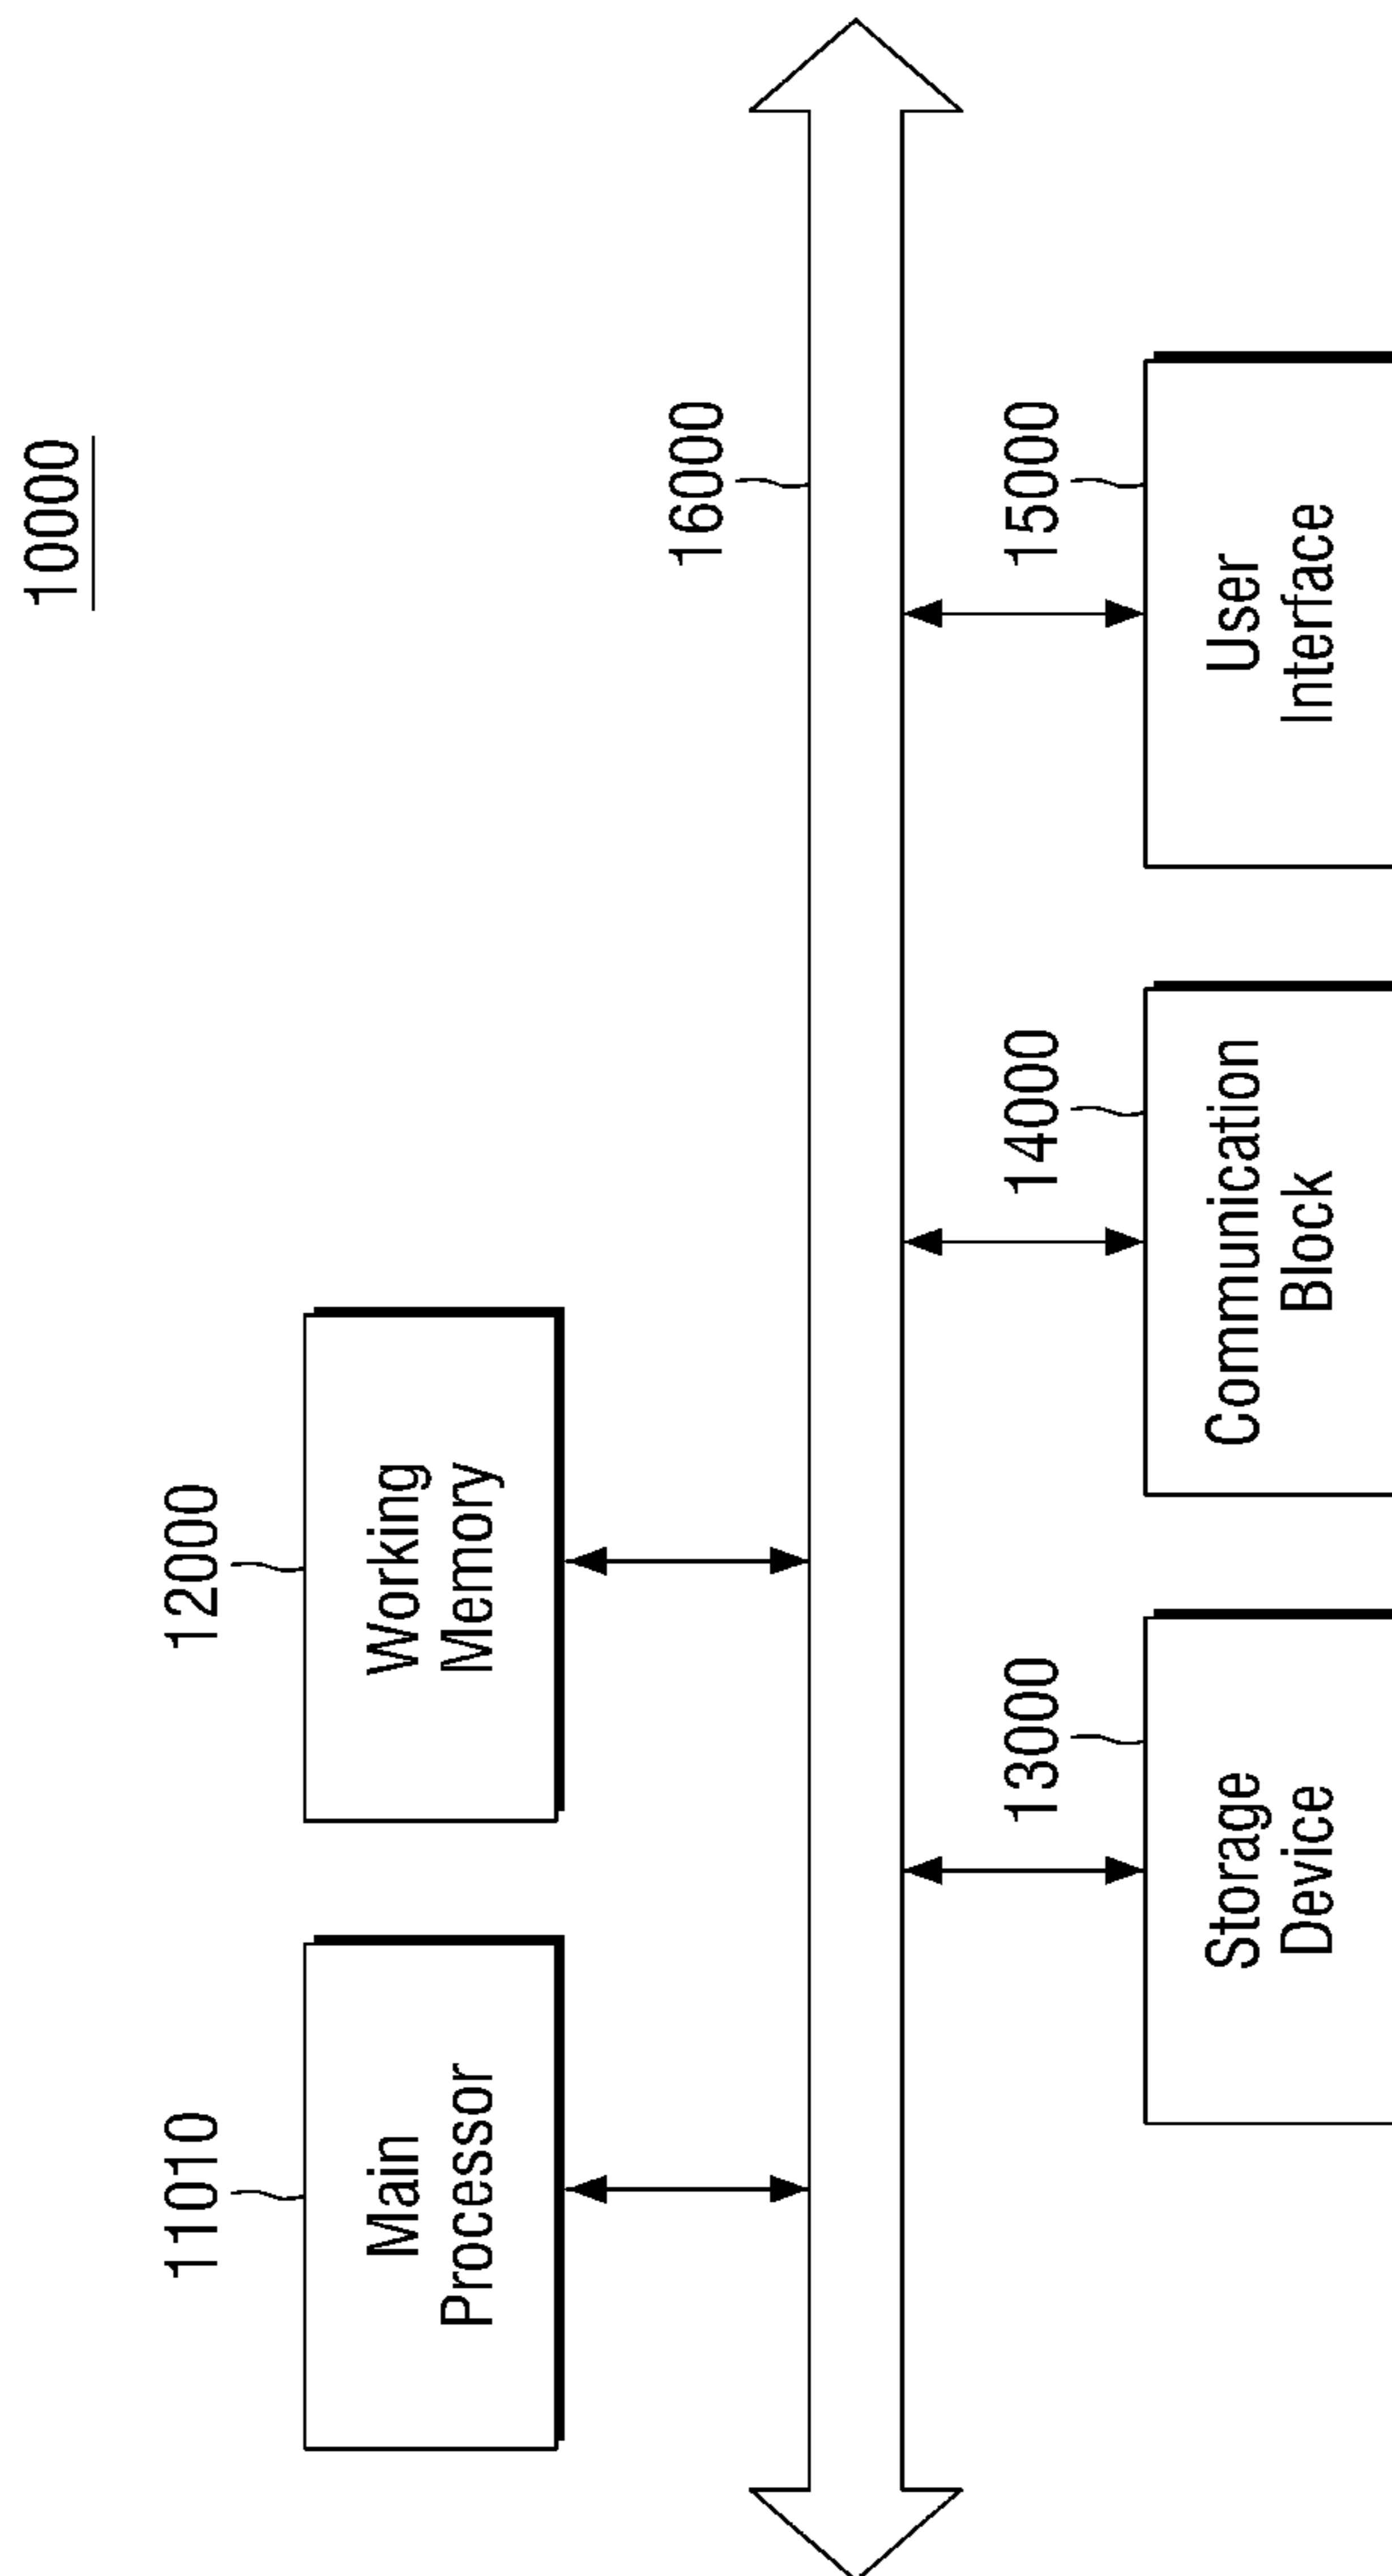 10000
11010
Main
Processor
12000
Working
Memory
16000
13000
Storage
Device
14000
Communication
Block
15000
User
Interface